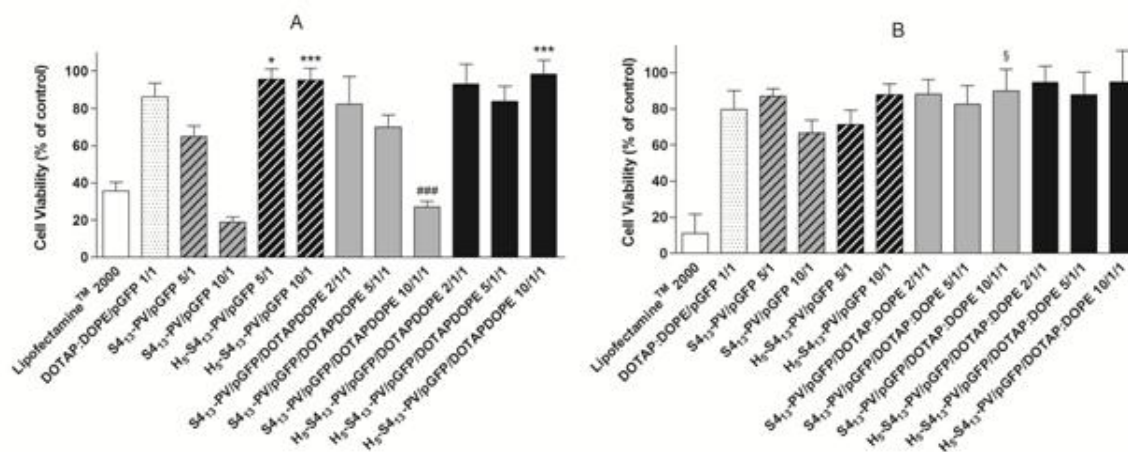 A
Cell Viability (% of control)
100
80
60
40
20
0
*
***
###
***
Lipofectamine™ 2000
DOTAP:DOPE/pGFP 1/1
S4₁₃-PV/pGFP 5/1
S4₁₃-PV/pGFP 10/1
H₅-S4₁₃-PV/pGFP 5/1
H₅-S4₁₃-PV/pGFP 10/1
S4₁₃-PV/pGFP/DOTAPDOPE 2/1/1
S4₁₃-PV/pGFP/DOTAPDOPE 5/1/1
S4₁₃-PV/pGFP/DOTAPDOPE 10/1/1
H₅-S4₁₃-PV/pGFP/DOTAPDOPE 2/1/1
H₅-S4₁₃-PV/pGFP/DOTAPDOPE 5/1/1
H₅-S4₁₃-PV/pGFP/DOTAPDOPE 10/1/1
B
Cell Viability (% of control)
100
80
60
40
20
0
§
Lipofectamine™ 2000
DOTAP:DOPE/pGFP 1/1
S4₁₃-PV/pGFP 5/1
S4₁₃-PV/pGFP 10/1
H₅-S4₁₃-PV/pGFP 5/1
H₅-S4₁₃-PV/pGFP 10/1
S4₁₃-PV/pGFP/DOTAP:DOPE 2/1/1
S4₁₃-PV/pGFP/DOTAP:DOPE 5/1/1
S4₁₃-PV/pGFP/DOTAP:DOPE 10/1/1
H₅-S4₁₃-PV/pGFP/DOTAP:DOPE 2/1/1
H₅-S4₁₃-PV/pGFP/DOTAP:DOPE 5/1/1
H₅-S4₁₃-PV/pGFP/DOTAP:DOPE 10/1/1